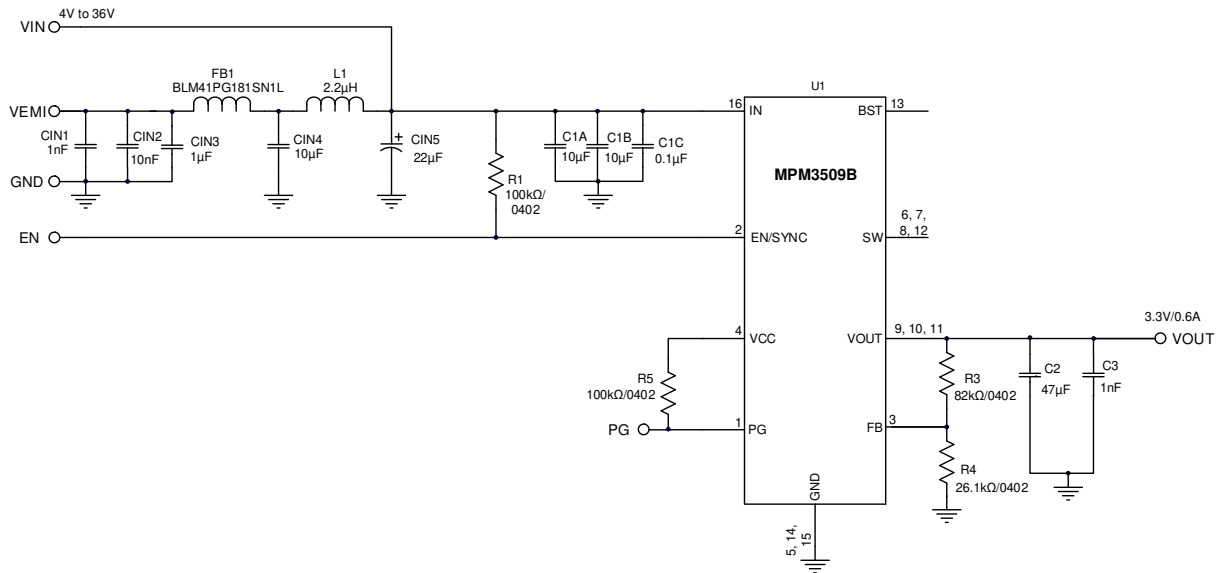 4V to 36V
VIN
FB1
BLM41PG181SN1L
L1
2.2µH
U1
VEMI
16
IN
BST
13
CIN1
1nF
CIN2
10nF
CIN3
1µF
CIN4
10µF
+
CIN5
22µF
C1A
10µF
C1B
10µF
C1C
0.1µF
R1
100kΩ/
0402
MPM3509B
GND
EN
2
EN/SYNC
SW
6, 7,
8, 12
3.3V/0.6A
4
VCC
VOUT
9, 10, 11
VOUT
R5
100kΩ/0402
R3
82kΩ/0402
C2
47µF
C3
1nF
PG
1
PG
FB
3
R4
26.1kΩ/0402
GND
5, 14,
15